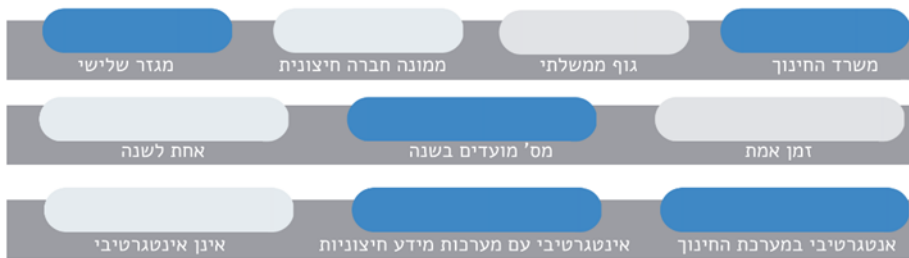 משרד החינוך גוף ממשלתי ממונה חברה חיצונית מגזר שלישי
זמן אמת מס' מועדים בשנה אחת לשנה
אנטגרטיבי במערכת החינוך אינטגרטיבי עם מערכות מידע חיצוניות אינן אינטגרטיבי